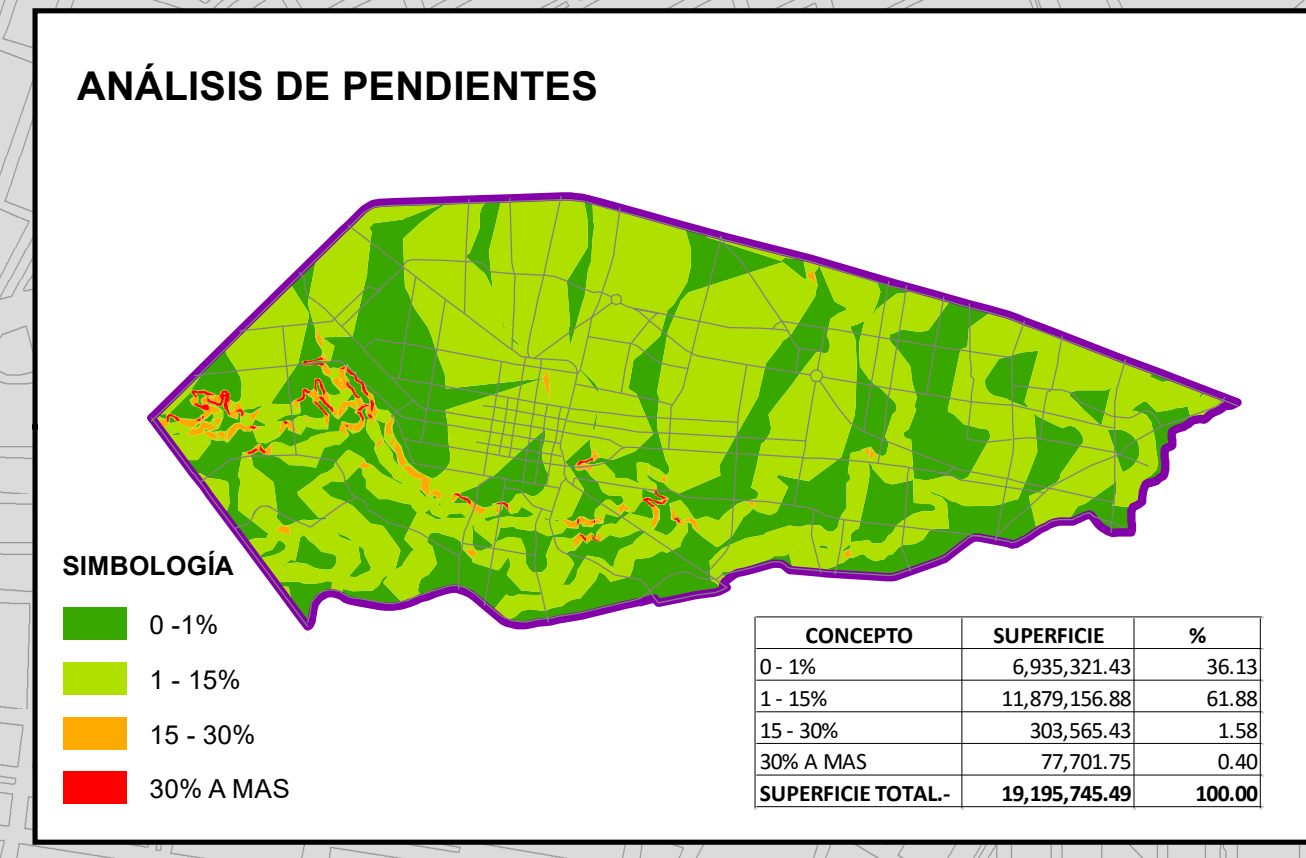 ANÁLISIS DE PENDIENTES
SIMBOLOGÍA
0 -1%
1 - 15%
15 - 30%
30% A MAS
CONCEPTO SUPERFICIE %
0 - 1% 6,935,321.43 36.13
1 - 15% 11,879,156.88 61.88
15 - 30% 303,565.43 1.58
30% A MAS 77,701.75 0.40
SUPERFICIE TOTAL.- 19,195,745.49 100.00